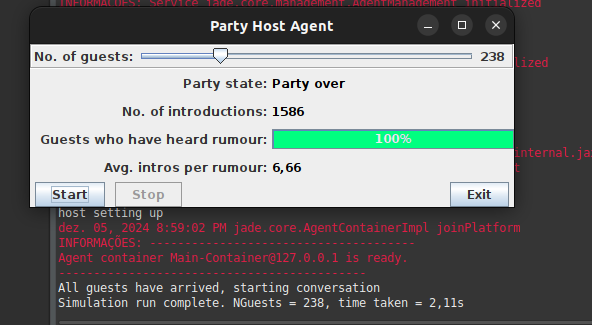 INFORMAÇÕES: Service jade.core.management.AgentManagement initialized
Party Host Agent
No. of guests: 238
Party state: Party over
No. of introductions: 1586
Guests who have heard rumour: 100%
Avg. intros per rumour: 6,66
Start Stop Exit
host setting up
dez. 05, 2024 8:59:02 PM jade.core.AgentContainerImpl joinPlatform
INFORMAÇÕES: --------------------------------------
Agent container Main-Container@127.0.0.1 is ready.
--------------------------------------------
All guests have arrived, starting conversation
Simulation run complete. NGuests = 238, time taken = 2,11s